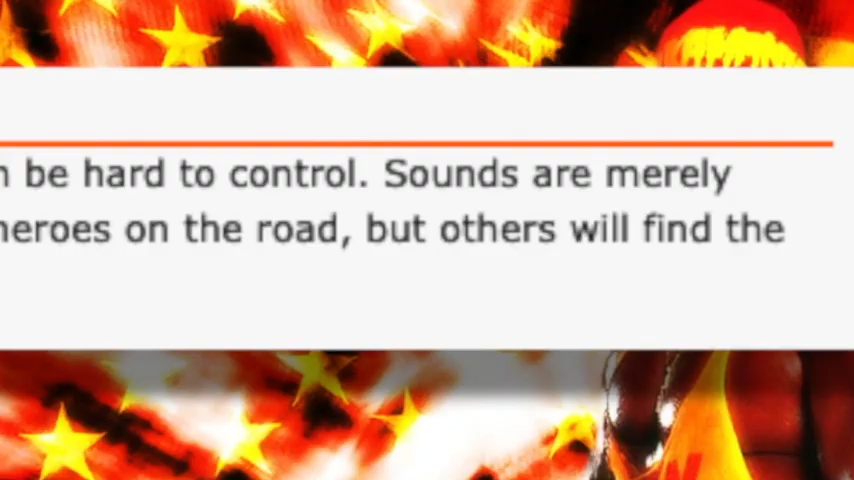 be hard to control. Sounds are merely
heroes on the road, but others will find the